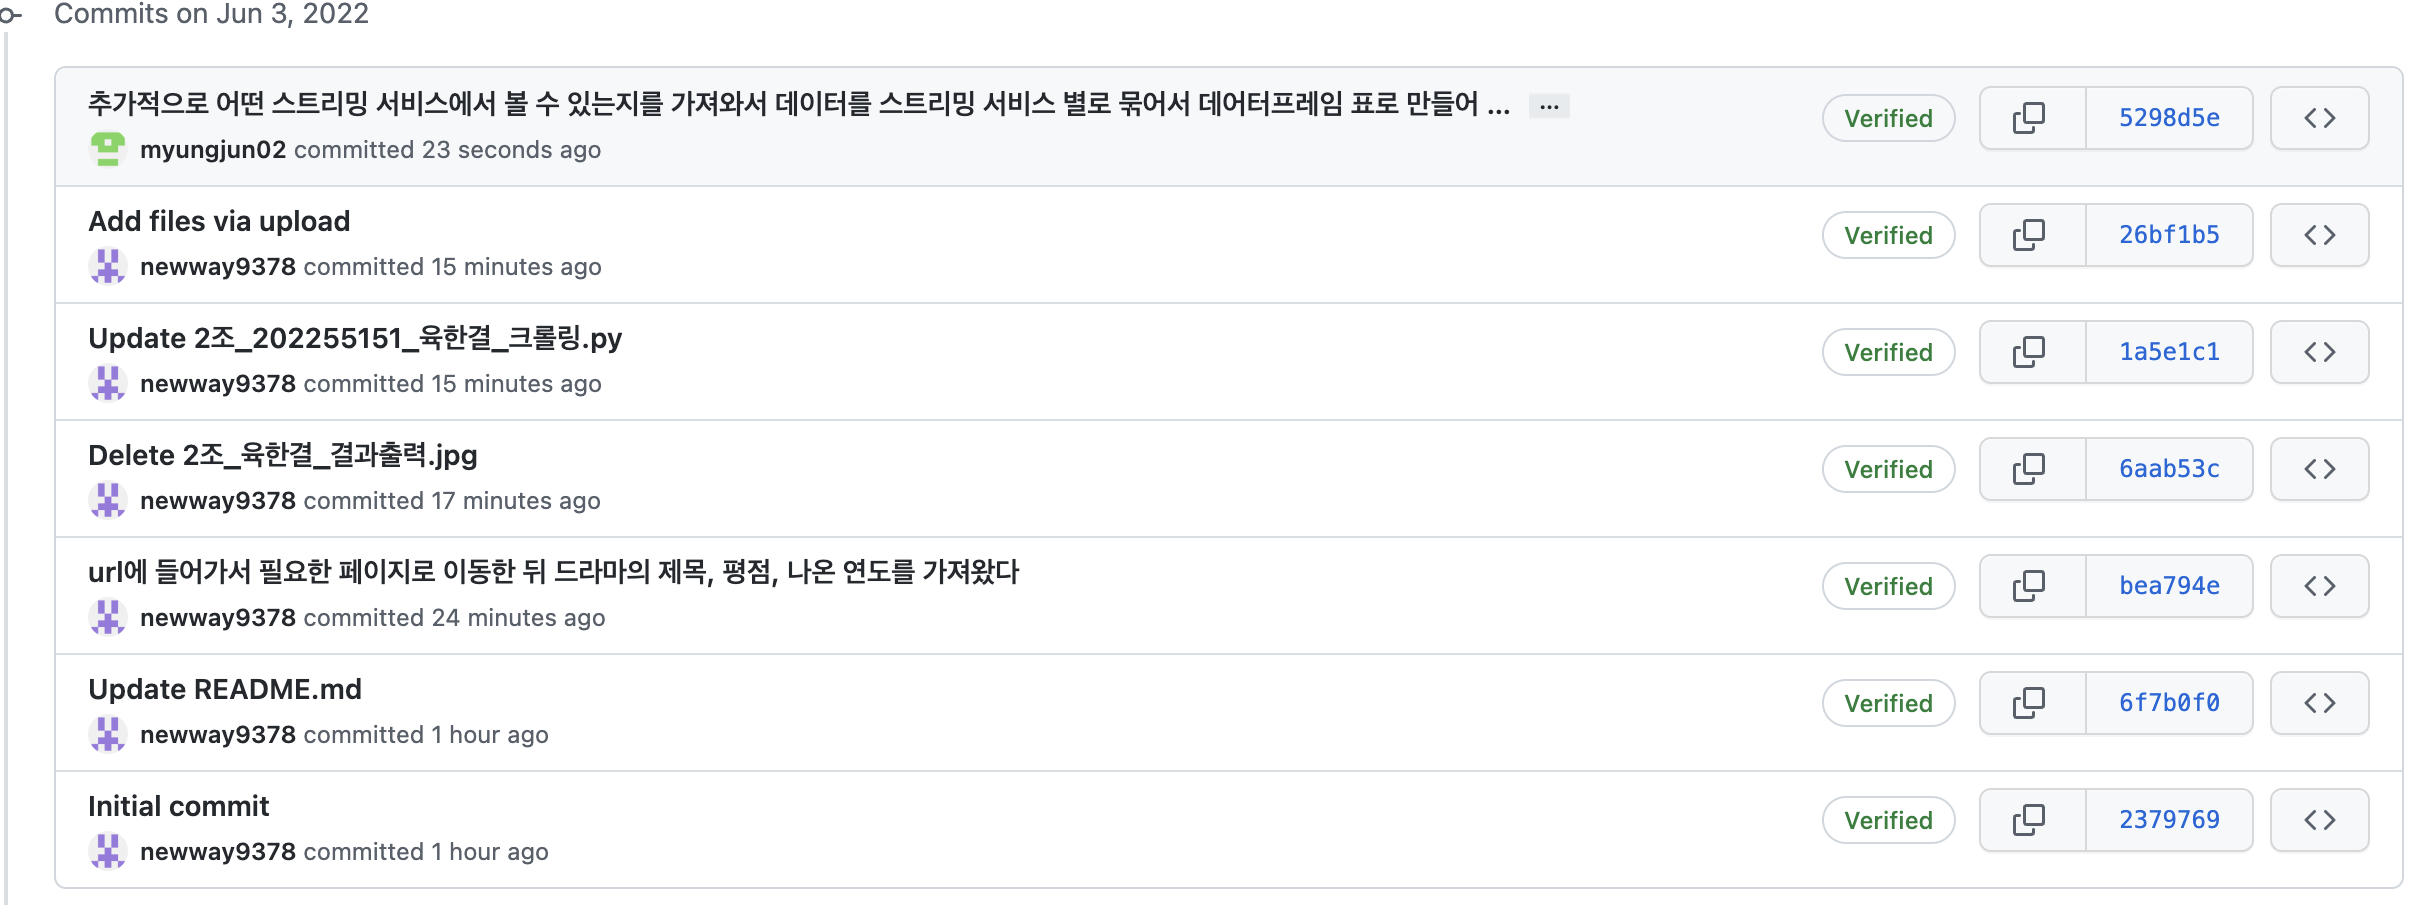 Commits on Jun 3, 2022
추가적으로 어떤 스트리밍 서비스에서 볼 수 있는지를 가져와서 데이터를 스트리밍 서비스 별로 묶어서 데어터프레임 표로 만들어 ... ...
Verified 5298d5e
myungjun02 committed 23 seconds ago
Add files via upload
Verified 26bf1b5
newway9378 committed 15 minutes ago
Update 2조_202255151_육한결_크롤링.py
Verified 1a5e1c1
newway9378 committed 15 minutes ago
Delete 2조_육한결_결과출력.jpg
Verified 6aab53c
newway9378 committed 17 minutes ago
url에 들어가서 필요한 페이지로 이동한 뒤 드라마의 제목, 평점, 나온 연도를 가져왔다
Verified bea794e
newway9378 committed 24 minutes ago
Update README.md
Verified 6f7b0f0
newway9378 committed 1 hour ago
Initial commit
Verified 2379769
newway9378 committed 1 hour ago